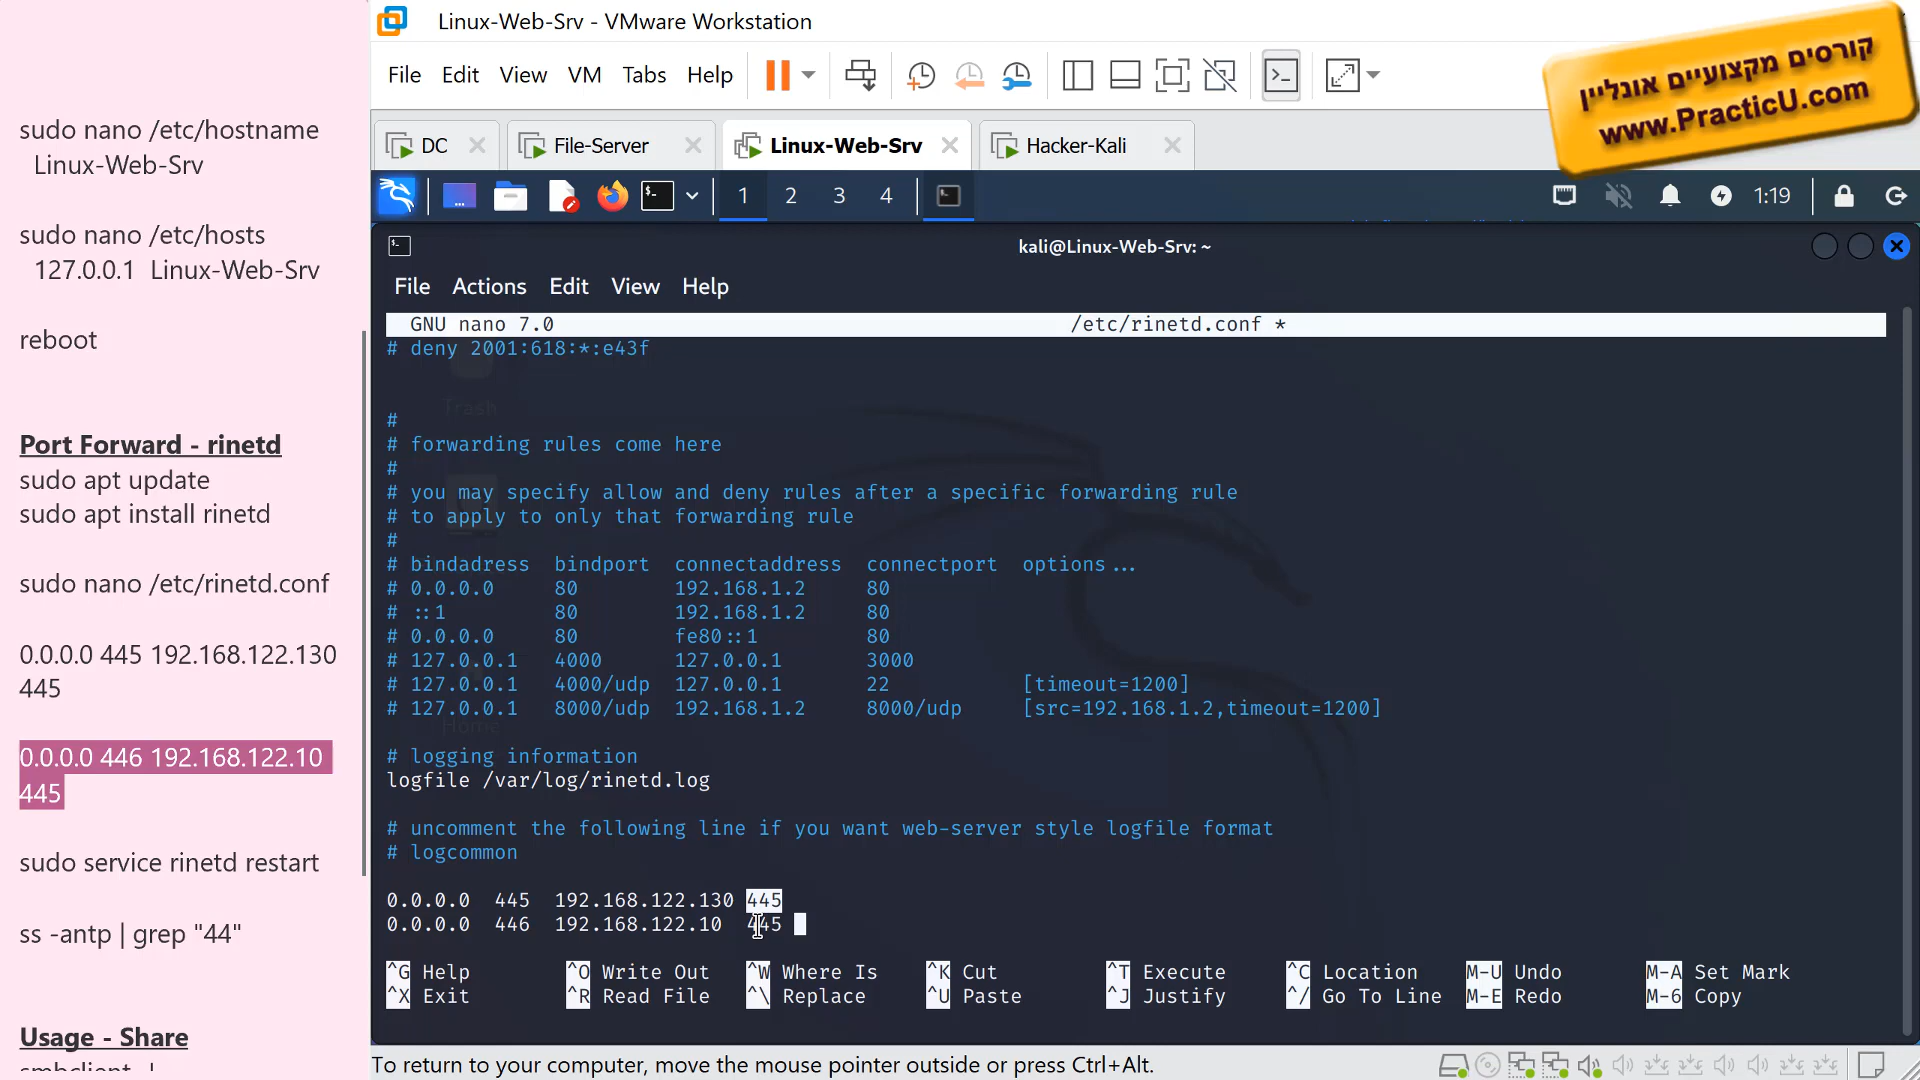 sudo nano /etc/hostname
Linux-Web-Srv
sudo nano /etc/hosts
127.0.0.1 Linux-Web-Srv
reboot
Port Forward - rinetd
sudo apt update
sudo apt install rinetd
sudo nano /etc/rinetd.conf
0.0.0.0 445 192.168.122.130
445
0.0.0.0 446 192.168.122.10
445
sudo service rinetd restart
ss -antp | grep "44"
Usage - Share
Linux-Web-Srv - VMware Workstation
File Edit View VM Tabs Help
קורסים מקצועיים אונליין
www.PracticU.com
DC File-Server Linux-Web-Srv Hacker-Kali
1 2 3 4 1:19
kali@Linux-Web-Srv: ~
File Actions Edit View Help
GNU nano 7.0 /etc/rinetd.conf *
# deny 2001:618:*:e43f
Trash
#
# forwarding rules come here
#
# you may specify allow and deny rules after a specific forwarding rule
# to apply to only that forwarding rule
#
# bindadress bindport connectaddress connectport options...
# 0.0.0.0 80 192.168.1.2 80
# ::1 80 192.168.1.2 80
# 0.0.0.0 80 fe80::1 80
# 127.0.0.1 4000 127.0.0.1 3000
# 127.0.0.1 4000/udp 127.0.0.1 22 [timeout=1200]
# 127.0.0.1 8000/udp 192.168.1.2 8000/udp [src=192.168.1.2,timeout=1200]
Home
# logging information
logfile /var/log/rinetd.log
# uncomment the following line if you want web-server style logfile format
# logcommon
0.0.0.0 445 192.168.122.130 445
0.0.0.0 446 192.168.122.10 445
^G Help ^O Write Out ^W Where Is ^K Cut ^T Execute ^C Location M-U Undo M-A Set Mark
^X Exit ^R Read File ^\ Replace ^U Paste ^J Justify ^/ Go To Line M-E Redo M-6 Copy
To return to your computer, move the mouse pointer outside or press Ctrl+Alt.